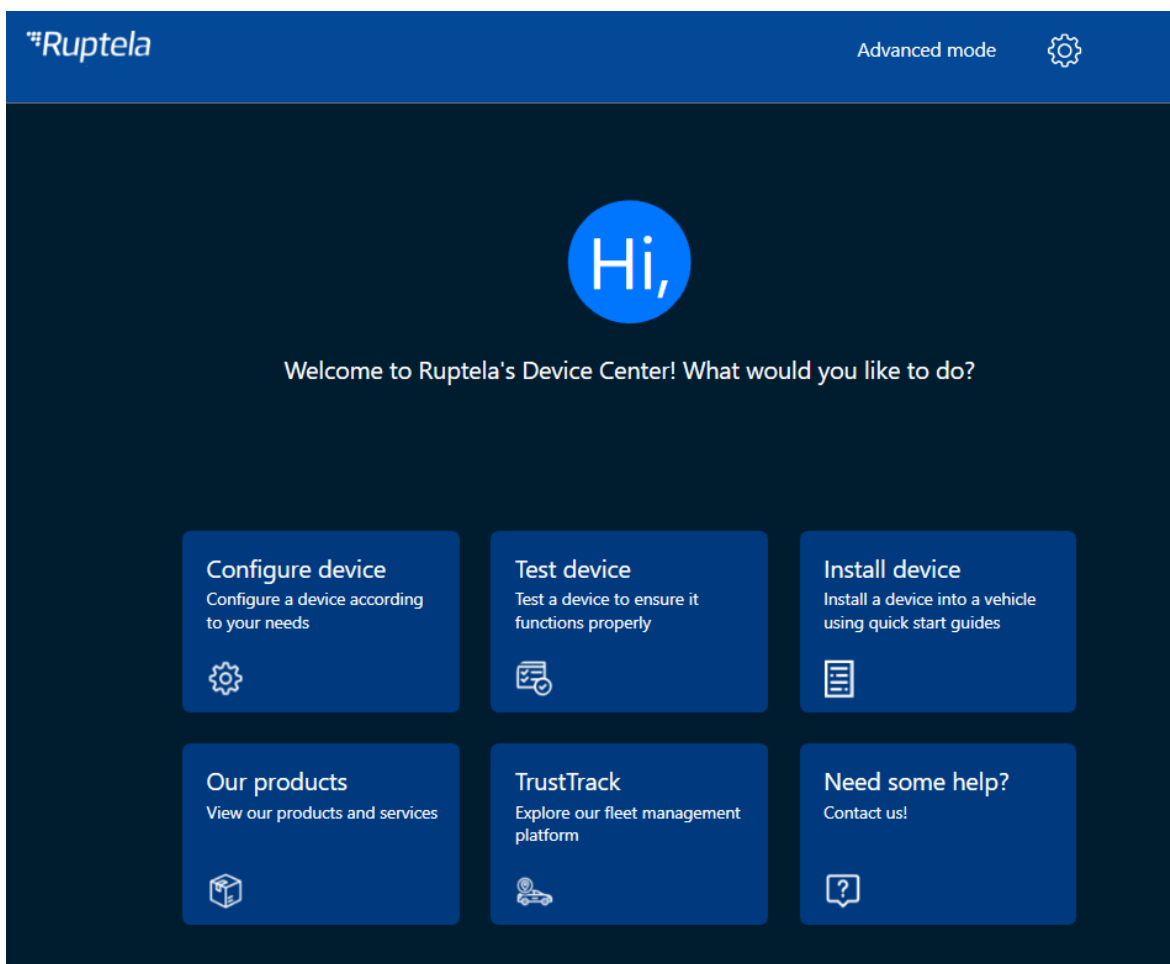 Ruptela
Advanced mode
Hi,
Welcome to Ruptela's Device Center! What would you like to do?
Configure device
Configure a device according
to your needs
Test device
Test a device to ensure it
functions properly
Install device
Install a device into a vehicle
using quick start guides
Our products
View our products and services
TrustTrack
Explore our fleet management
platform
Need some help?
Contact us!
?